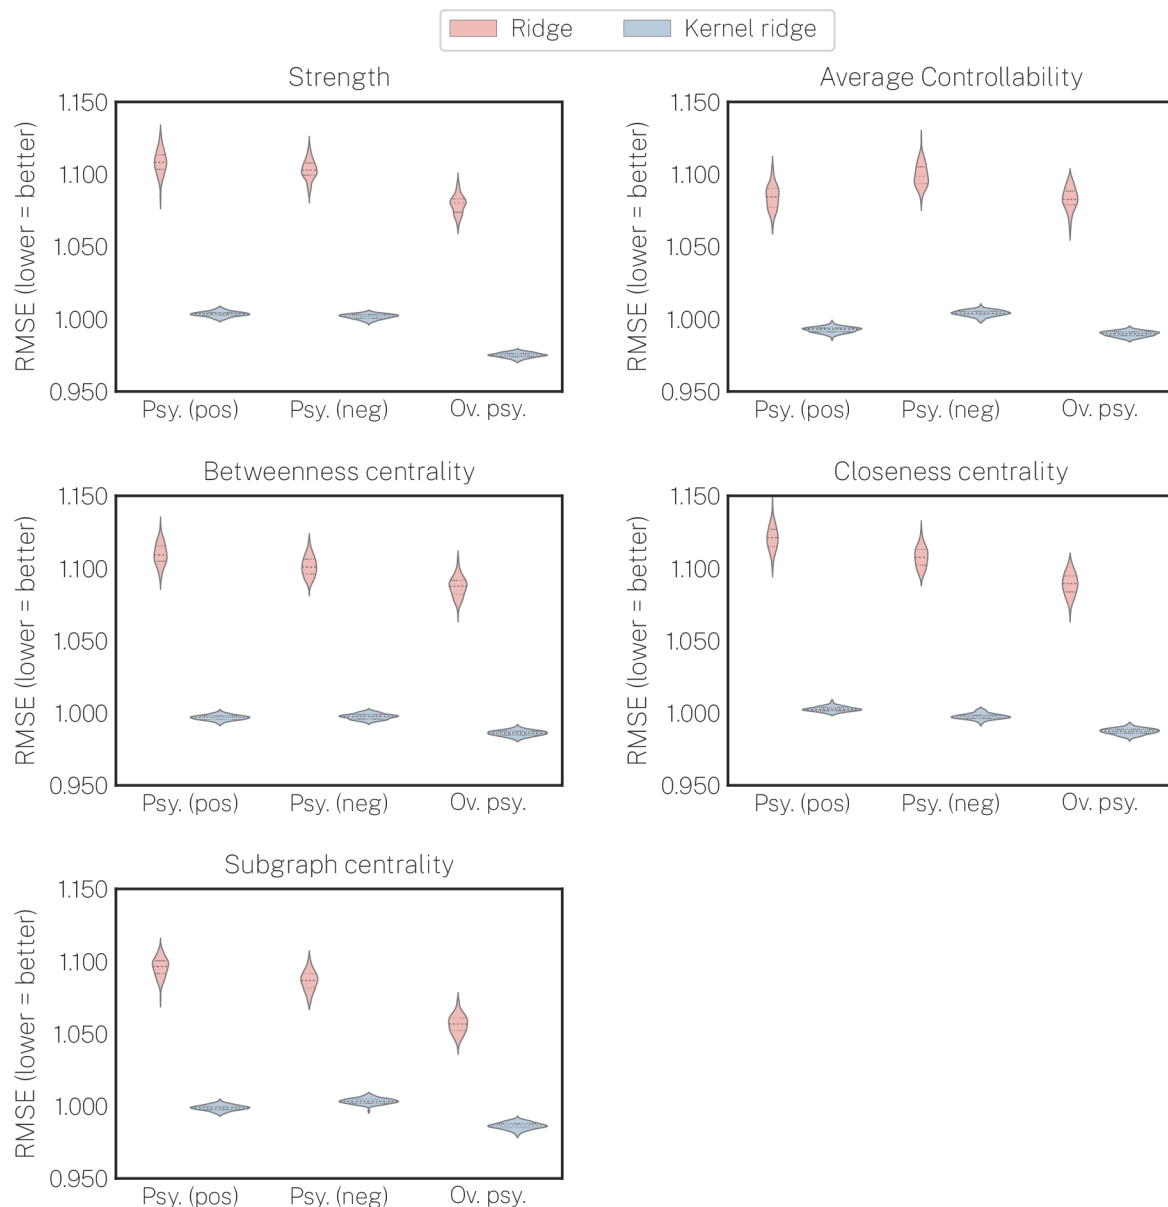 Ridge Kernel ridge
Strength
RMSE (lower = better)
1.150
1.100
1.050
1.000
0.950
Psy. (pos) Psy. (neg) Ov. psy.
Average Controllability
RMSE (lower = better)
1.150
1.100
1.050
1.000
0.950
Psy. (pos) Psy. (neg) Ov. psy.
Betweenness centrality
RMSE (lower = better)
1.150
1.100
1.050
1.000
0.950
Psy. (pos) Psy. (neg) Ov. psy.
Closeness centrality
RMSE (lower = better)
1.150
1.100
1.050
1.000
0.950
Psy. (pos) Psy. (neg) Ov. psy.
Subgraph centrality
RMSE (lower = better)
1.150
1.100
1.050
1.000
0.950
Psy. (pos) Psy. (neg) Ov. psy.